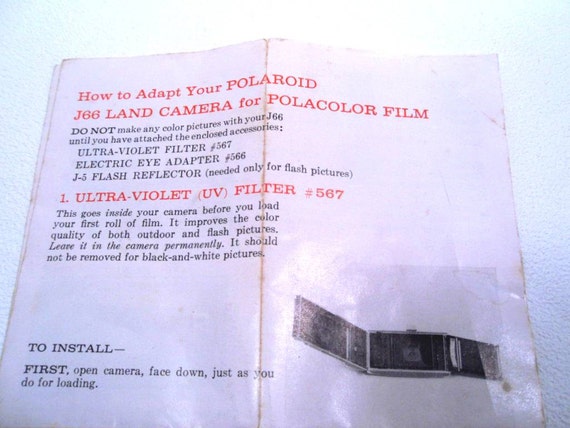 How to Adapt Your POLAROID
J66 LAND CAMERA for POLACOLOR FILM
DO NOT make any color pictures with your J66
until you have attached the enclosed accessories:
ULTRA-VIOLET FILTER #567
ELECTRIC EYE ADAPTER #566
J-5 FLASH REFLECTOR (needed only for flash pictures)
1. ULTRA-VIOLET (UV) FILTER #567
This goes inside your camera before you load
your first roll of film. It improves the color
quality of both outdoor and flash pictures.
Leave it in the camera permanently. It should
not be removed for black-and-white pictures.
TO INSTALL—
FIRST, open camera, face down, just as you
do for loading.